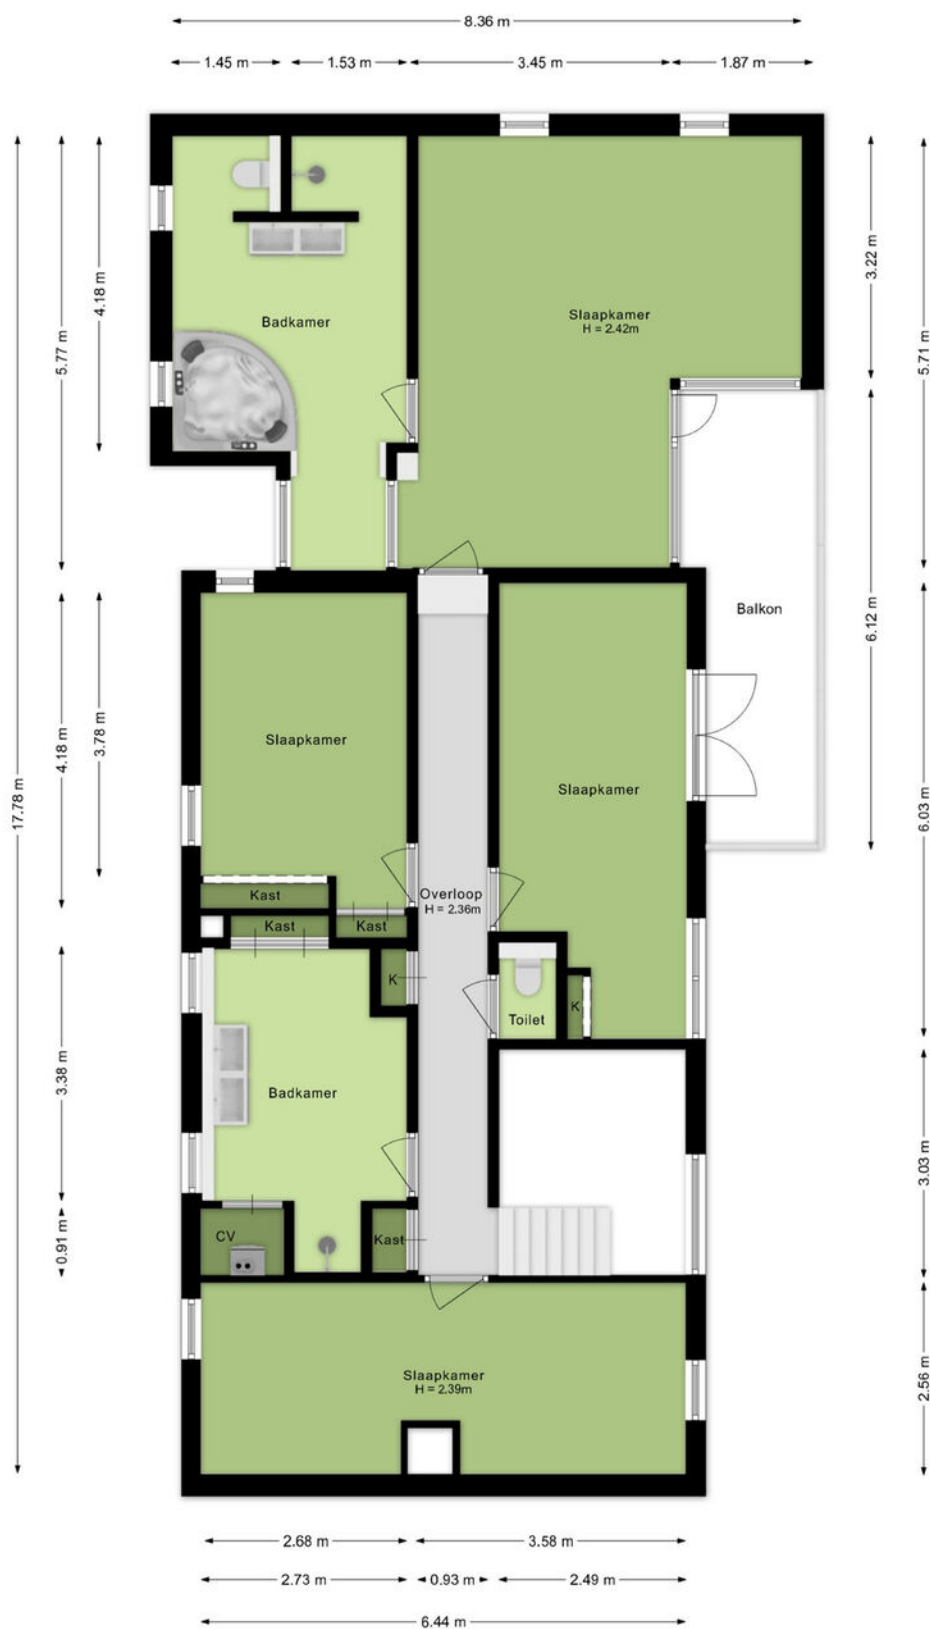 8.36 m
1.45 m
1.53 m
3.45 m
1.87 m
17.78 m
5.77 m
4.18 m
3.22 m
5.71 m
Badkamer
Slaapkamer
H = 2.42m
6.12 m
Balkon
4.18 m
3.78 m
Slaapkamer
Slaapkamer
6.03 m
Kast
Overloop
H = 2.36m
Kast
Kast
K
K
Toilet
3.38 m
Badkamer
3.03 m
0.91 m
CV
Kast
Slaapkamer
H = 2.39m
2.56 m
2.68 m
3.58 m
2.73 m
0.93 m
2.49 m
6.44 m